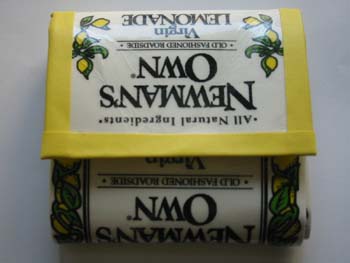 NEWMAN'S
OWN®
• OLD FASHIONED ROADSIDE •
Virgin
• All Natural Ingredients •
NEWMAN'S
OWN®
• OLD FASHIONED ROADSIDE •
Virgin
LEMONADE